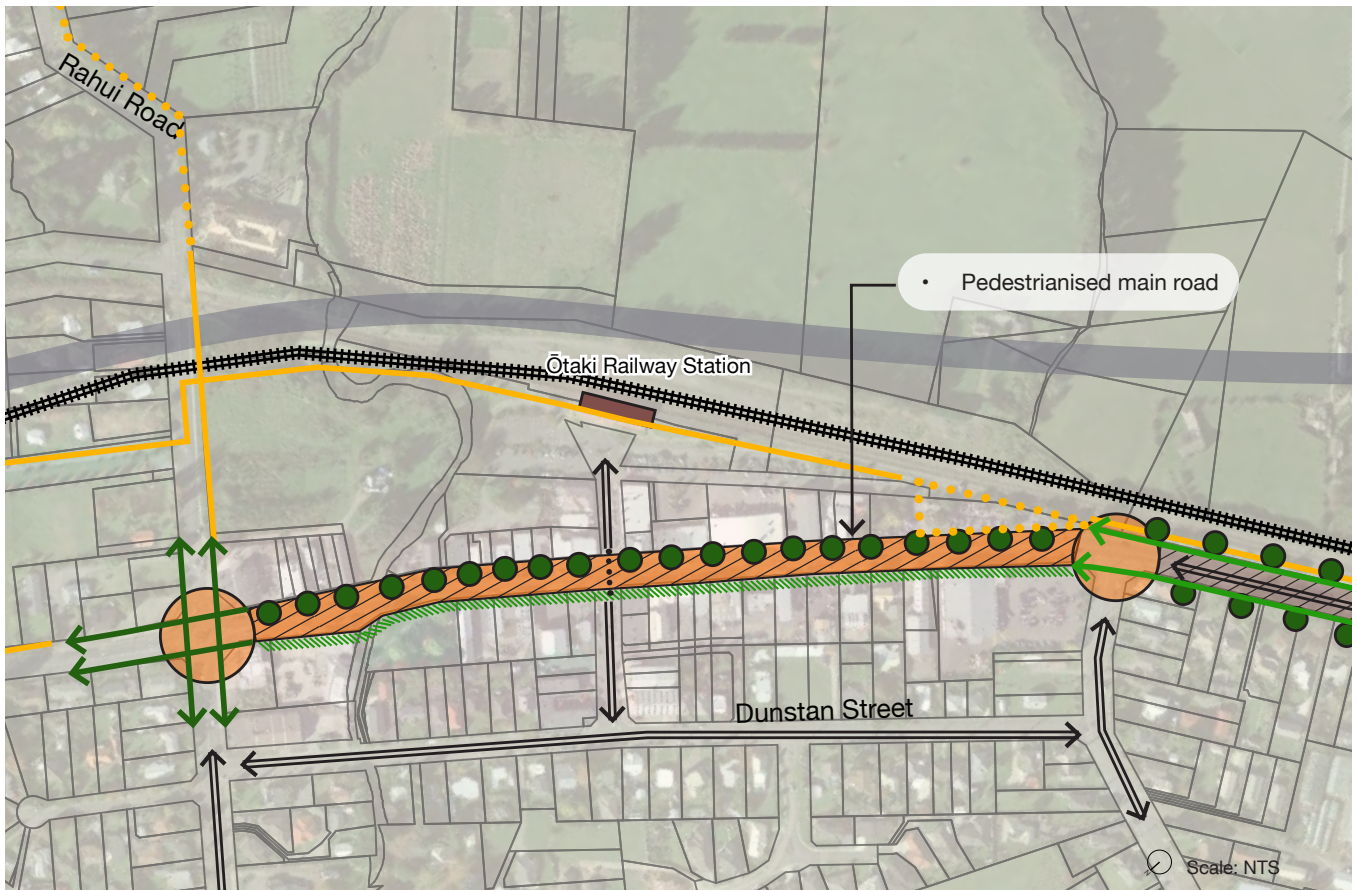 Rahui Road
• Pedestrianised main road
Ōtaki Railway Station
Dunstan Street
Scale: NTS